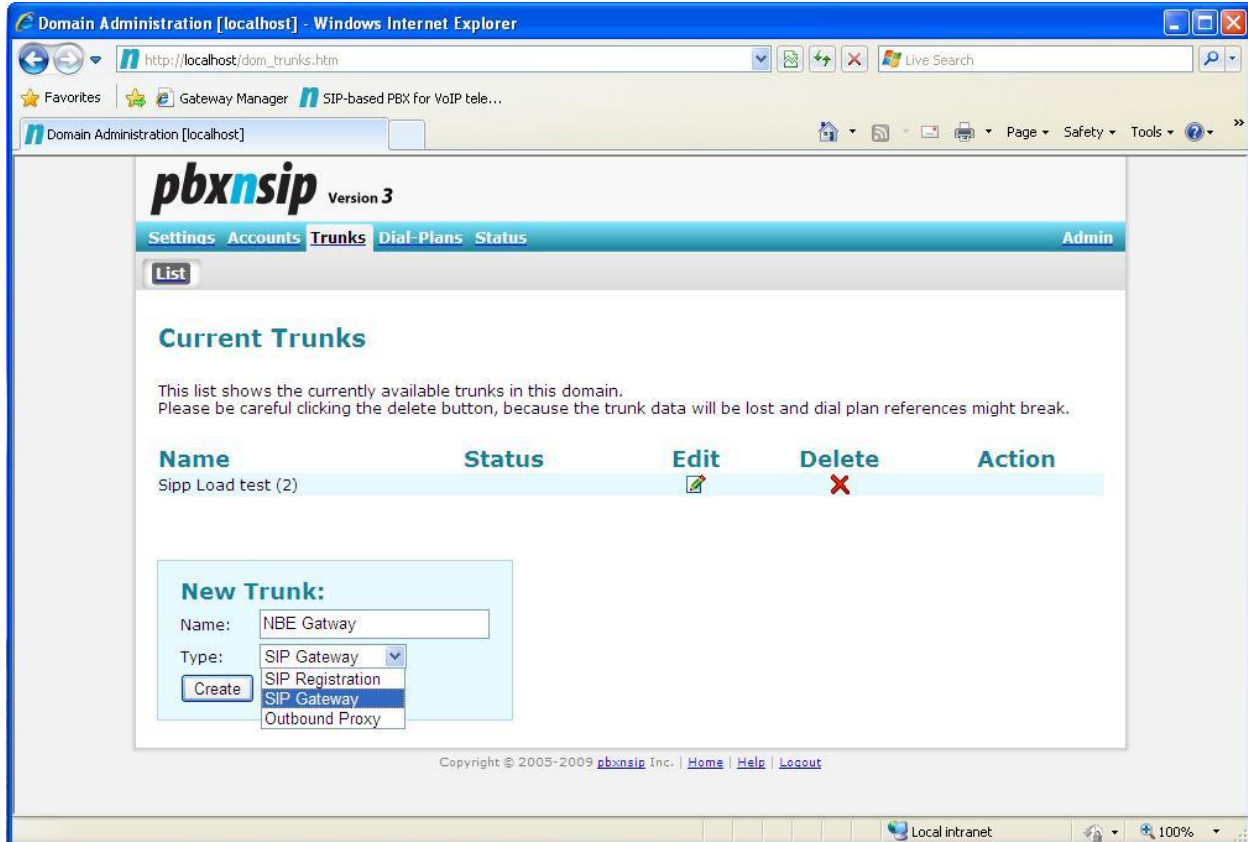 Domain Administration [localhost] - Windows Internet Explorer
http://localhost/dom_trunks.htm
Live Search
Favorites Gateway Manager SIP-based PBX for VoIP tele...
Domain Administration [localhost] Page Safety Tools »
pbxnsip Version 3
Settings Accounts Trunks Dial-Plans Status Admin
List
Current Trunks
This list shows the currently available trunks in this domain.
Please be careful clicking the delete button, because the trunk data will be lost and dial plan references might break.
Name Status Edit Delete Action
Sipp Load test (2)
New Trunk:
Name: NBE Gatway
Type: SIP Gateway
SIP Registration
Create SIP Gateway
Outbound Proxy
Copyright © 2005-2009 pbxnsip Inc. | Home | Help | Logout
Local intranet 100%